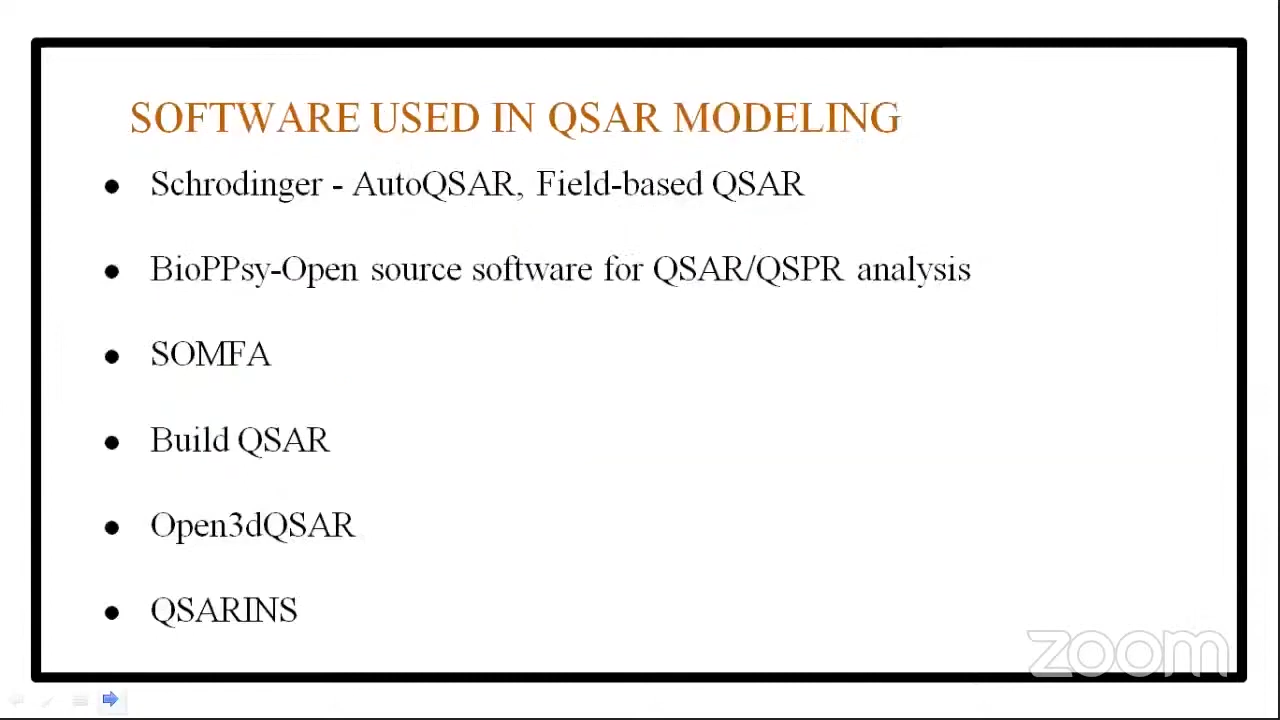 SOFTWARE USED IN QSAR MODELING
● Schrodinger - AutoQSAR, Field-based QSAR
● BioPPsy-Open source software for QSAR/QSPR analysis
● SOMFA
● Build QSAR
● Open3dQSAR
● QSARINS
zoom